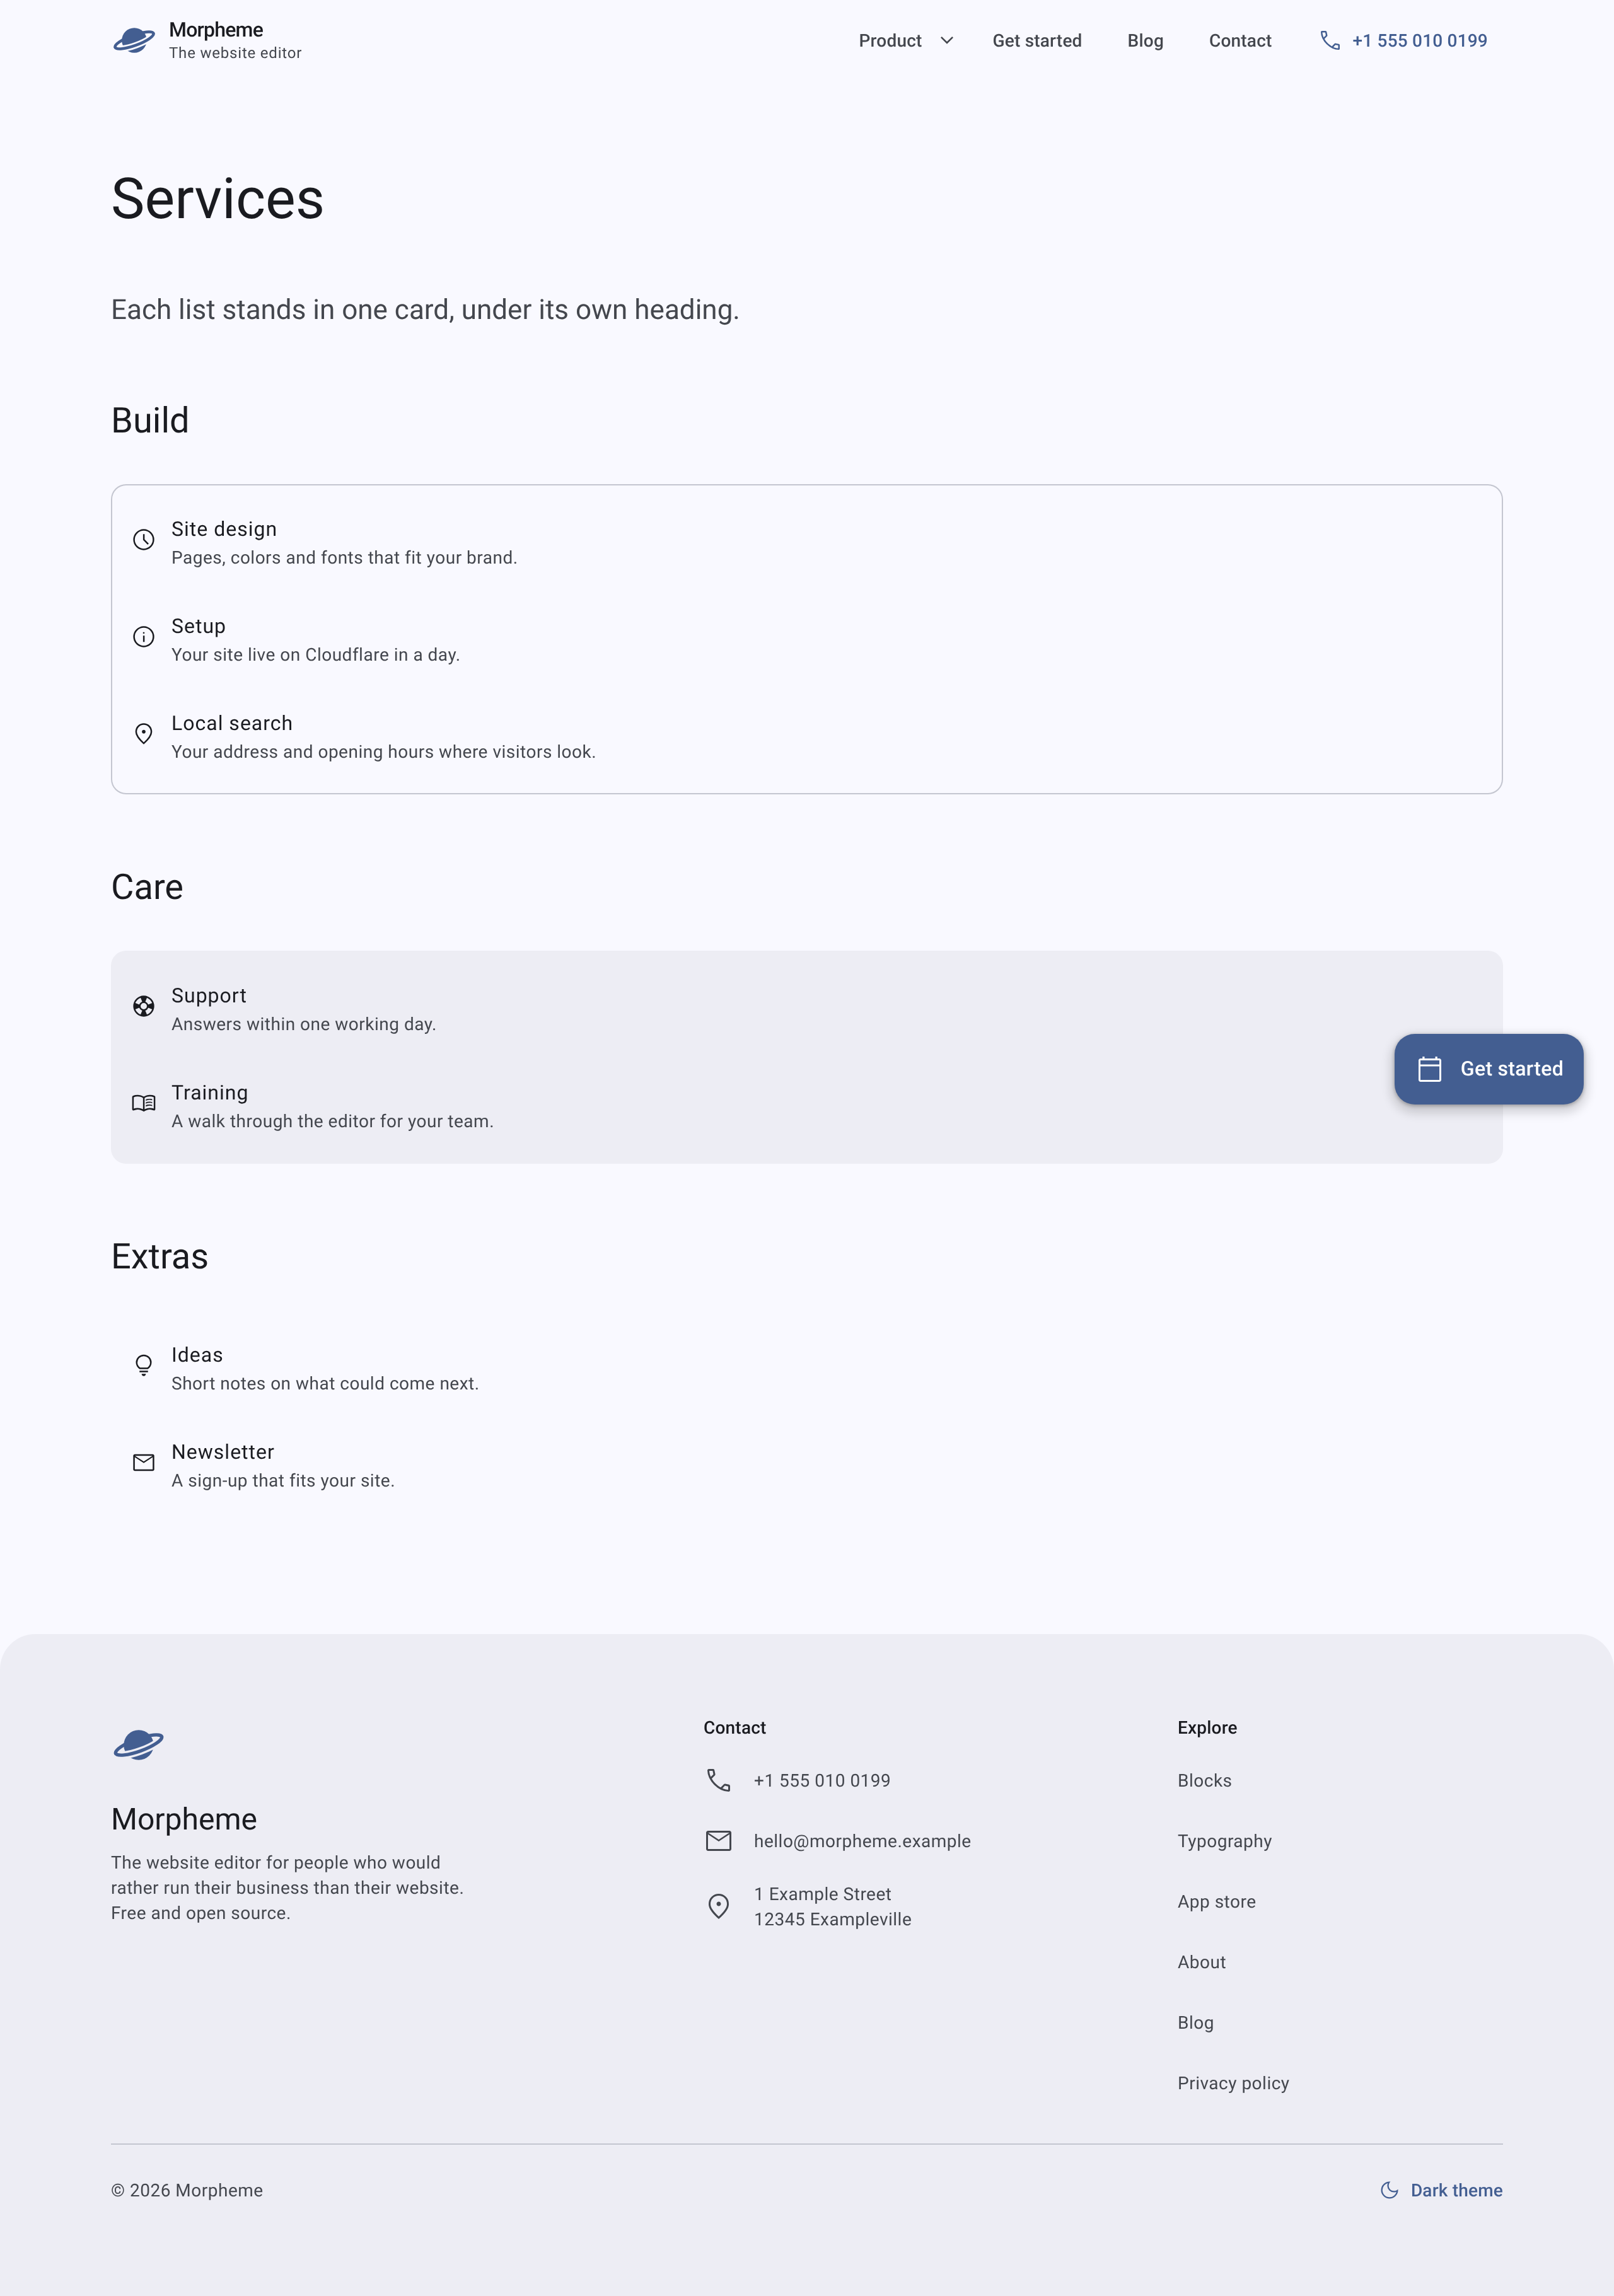 Morpheme
The website editor
Product
Get started
Blog
Contact
+1 555 010 0199
Services
Each list stands in one card, under its own heading.
Build
Site design
Pages, colors and fonts that fit your brand.
Setup
Your site live on Cloudflare in a day.
Local search
Your address and opening hours where visitors look.
Care
Support
Answers within one working day.
Training
A walk through the editor for your team.
Get started
Extras
Ideas
Short notes on what could come next.
Newsletter
A sign-up that fits your site.
Morpheme
The website editor for people who would
rather run their business than their website.
Free and open source.
Contact
+1 555 010 0199
hello@morpheme.example
1 Example Street
12345 Exampleville
Explore
Blocks
Typography
App store
About
Blog
Privacy policy
© 2026 Morpheme
Dark theme